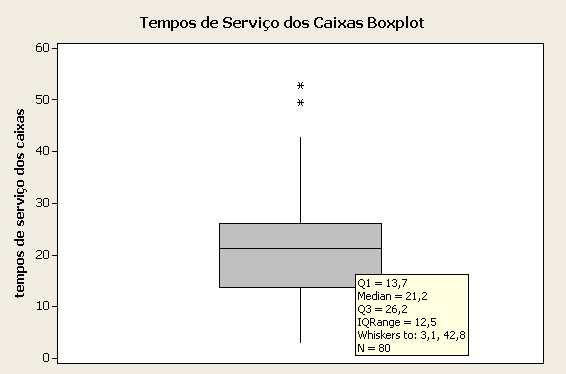 Tempos de Serviço dos Caixas Boxplot
60
50
40
30
20
10
0
tempos de serviço dos caixas
Q1 = 13,7
Median = 21,2
Q3 = 26,2
IQRange = 12,5
Whiskers to: 3,1, 42,8
N = 80